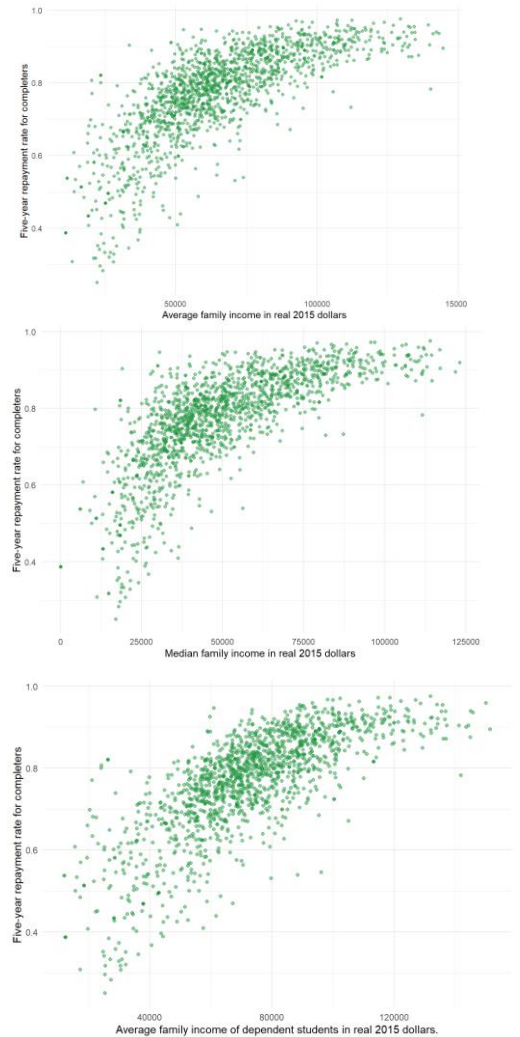 1.0
0.8
0.6
0.4
Five-year repayment rate for completers
50000 100000 15000
Average family income in real 2015 dollars
1.0
0.8
0.6
0.4
Five-year repayment rate for completers
0 25000 50000 75000 100000 125000
Median family income in real 2015 dollars
1.0
0.8
0.6
0.4
Five-year repayment rate for completers
40000 80000 120000
Average family income of dependent students in real 2015 dollars.